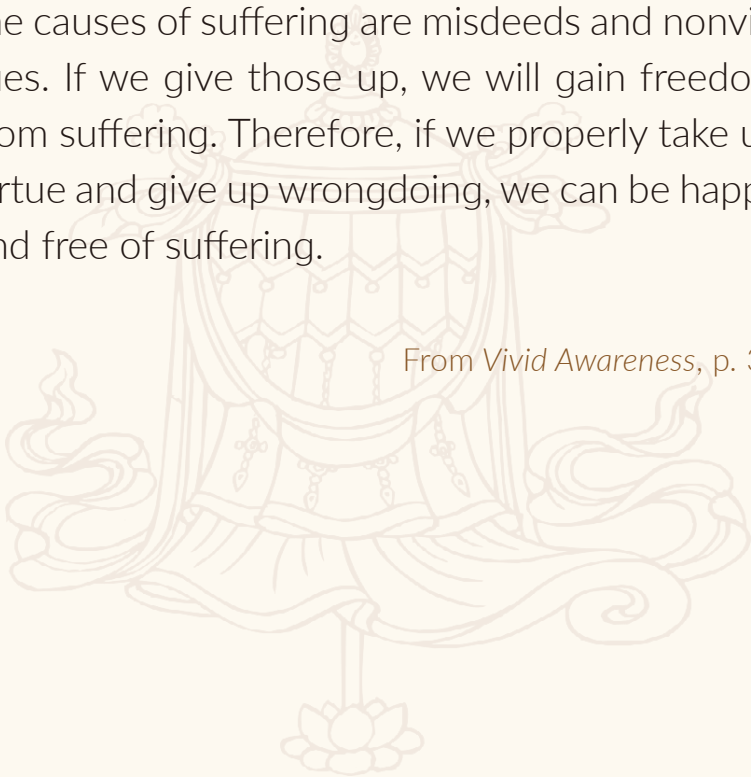 e causes of suffering are misdeeds and nonvi
es. If we give those up, we will gain freedo
om suffering. Therefore, if we properly take u
rtue and give up wrongdoing, we can be happ
nd free of suffering.
From Vivid Awareness, p. 3